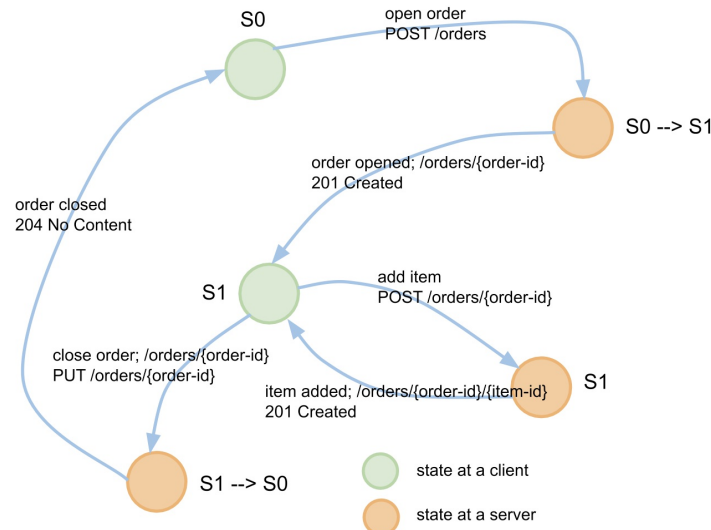 S0
open order
POST /orders
S0 --> S1
order opened; /orders/{order-id}
201 Created
order closed
204 No Content
S1
add item
POST /orders/{order-id}
close order; /orders/{order-id}
PUT /orders/{order-id}
item added; /orders/{order-id}/{item-id}
201 Created
S1
S1 --> S0
state at a client
state at a server